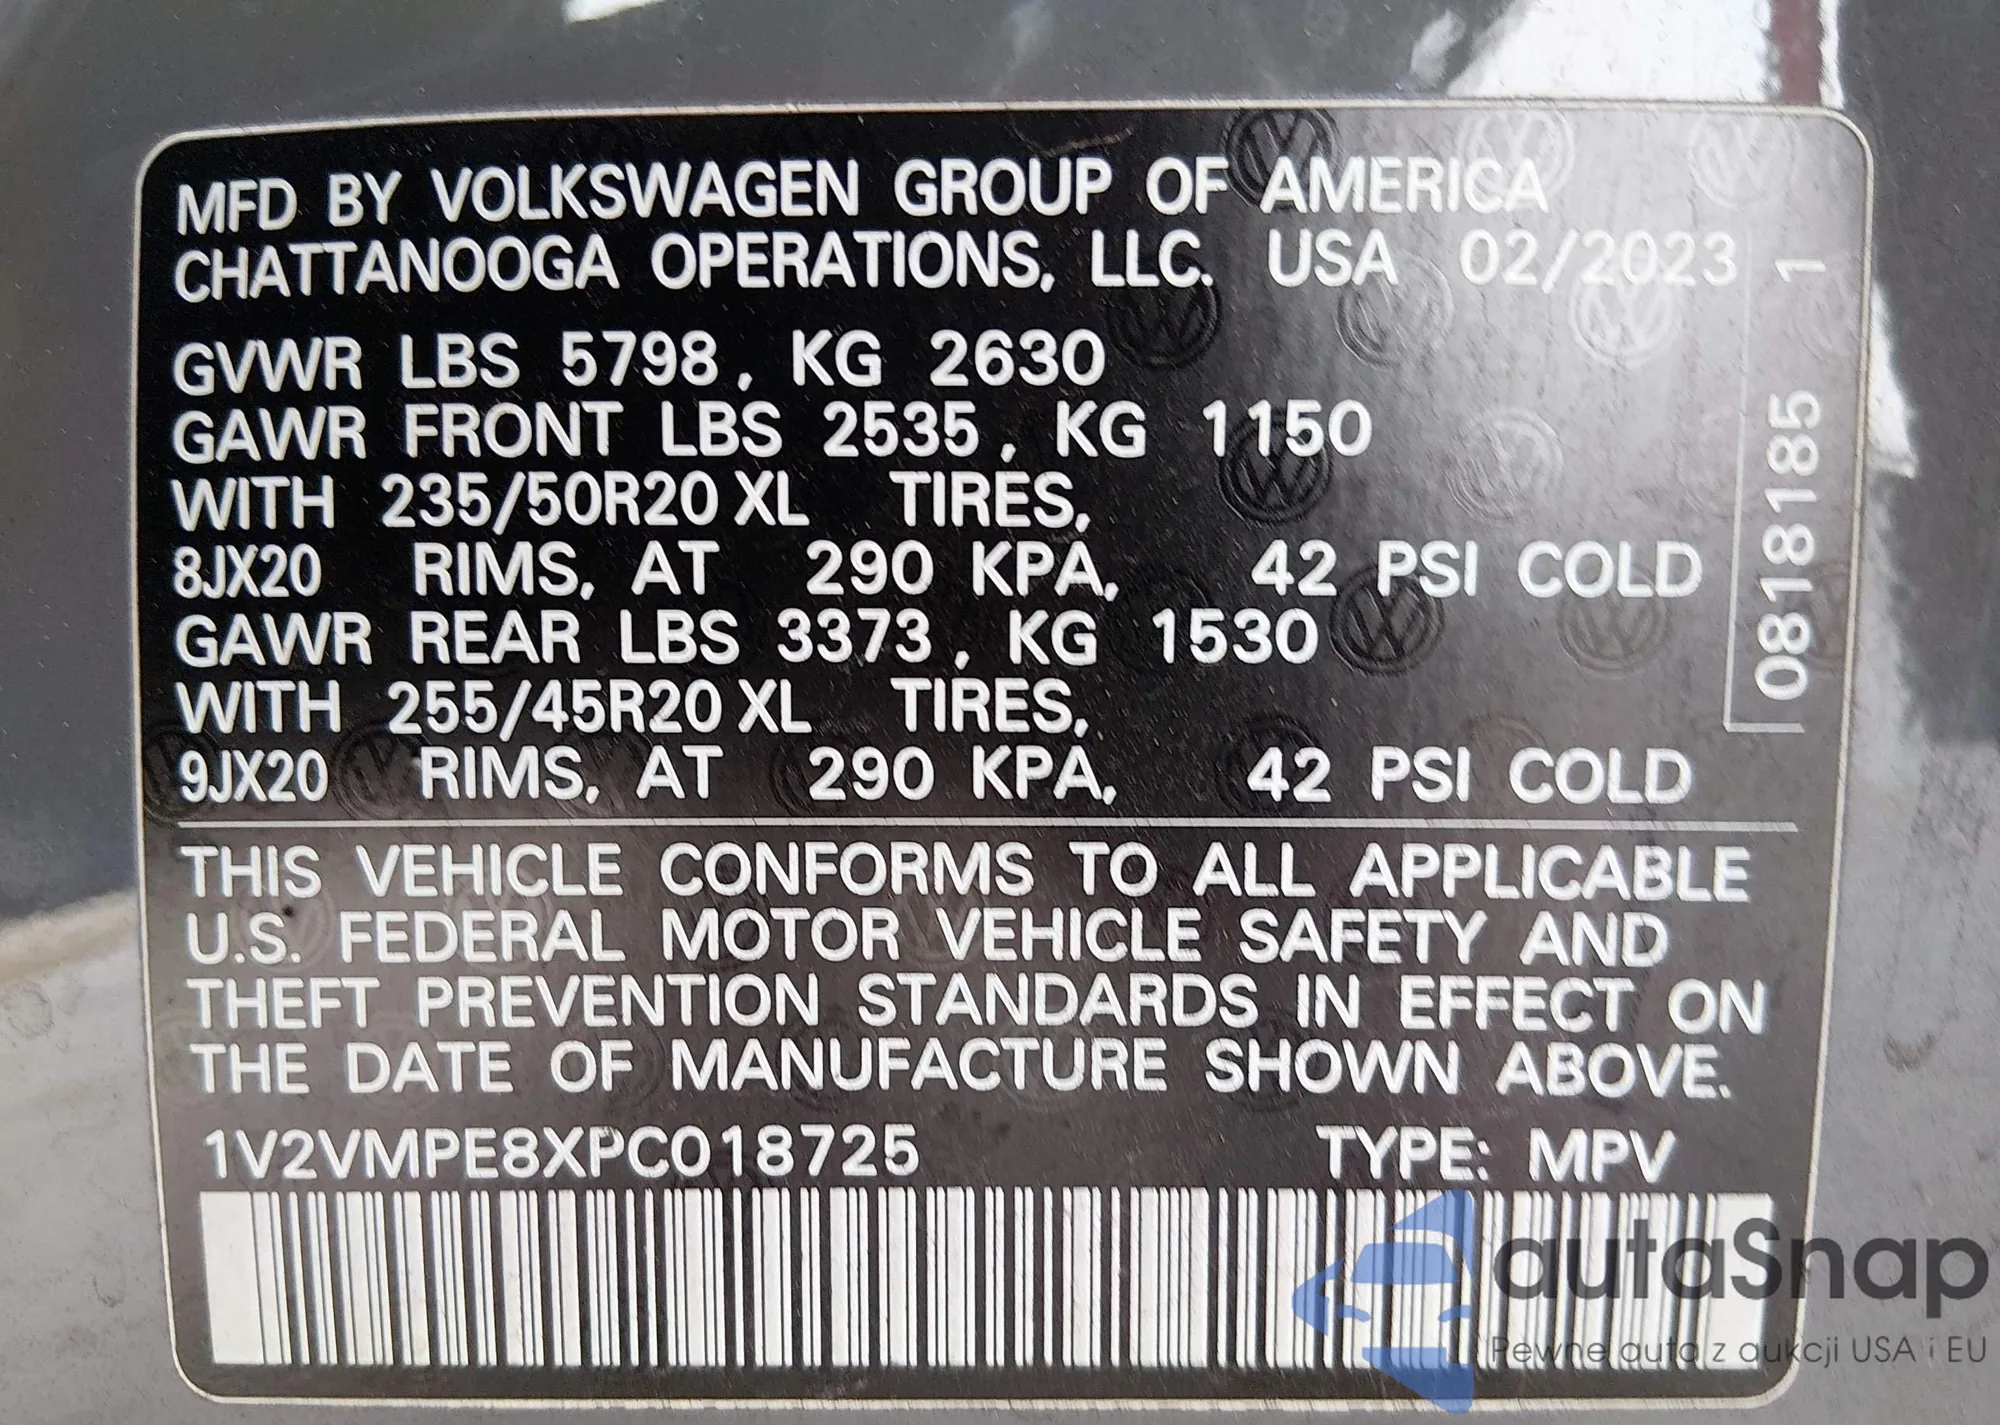 MFD BY VOLKSWAGEN GROUP OF AMERICA
CHATTANOOGA OPERATIONS, LLC. USA 02/2023
GVWR LBS 5798, KG 2630
GAWR FRONT LBS 2535, KG 1150
WITH 235/50R20 XL TIRES,
8JX20 RIMS, AT 290 KPA, 42 PSI COLD
GAWR REAR LBS 3373, KG 1530
WITH 255/45R20 XL TIRES,
9JX20 RIMS, AT 290 KPA, 42 PSI COLD
0818185 1
THIS VEHICLE CONFORMS TO ALL APPLICABLE
U.S. FEDERAL MOTOR VEHICLE SAFETY AND
THEFT PREVENTION STANDARDS IN EFFECT ON
THE DATE OF MANUFACTURE SHOWN ABOVE.
1V2VMPE8XPC018725 TYPE: MPV
autaSnap
Pewne auta z aukcji USA i EU